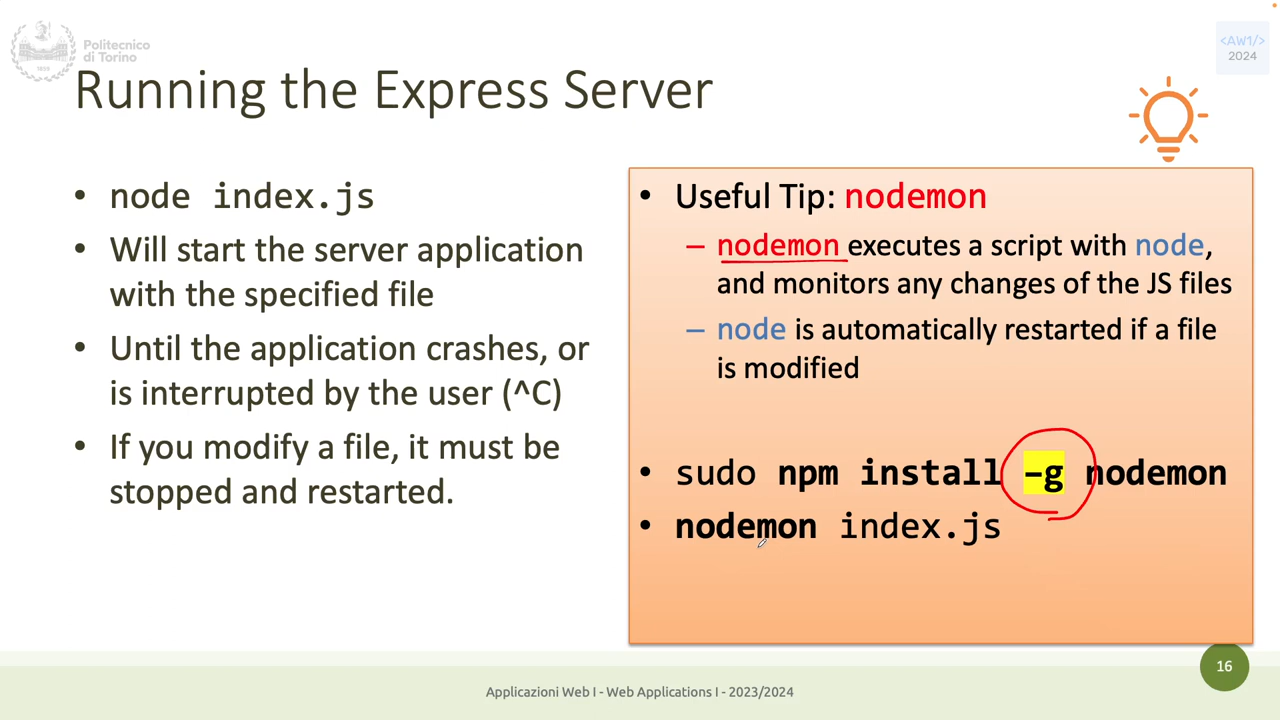 Politecnico
di Torino
1859
<AW1/>
2024
Running the Express Server
• node index.js
• Will start the server application
with the specified file
• Until the application crashes, or
is interrupted by the user (^C)
• If you modify a file, it must be
stopped and restarted.
• Useful Tip: nodemon
– nodemon executes a script with node,
and monitors any changes of the JS files
– node is automatically restarted if a file
is modified
• sudo npm install –g nodemon
• nodemon index.js
16
Applicazioni Web I - Web Applications I - 2023/2024